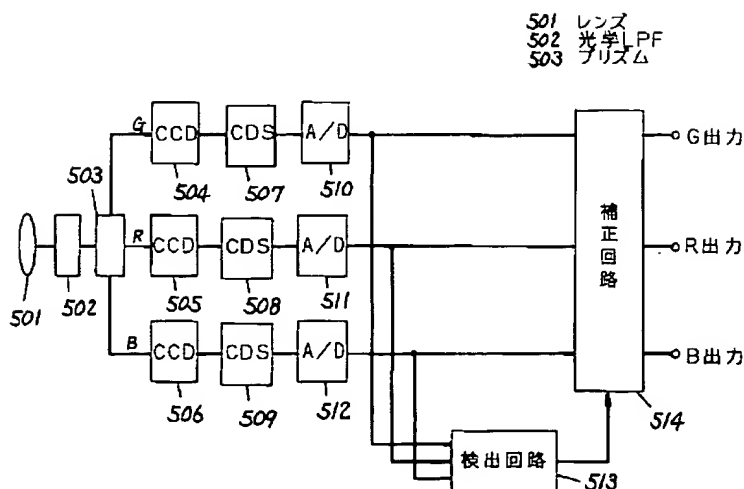 501 レンズ
502 光学LPF
503 プリズム
G CCD CDS A/D G出力
503 504 507 510
R CCD CDS A/D 補正回路 R出力
501 502 505 508 511
B CCD CDS A/D B出力
506 509 512 514
検出回路
513